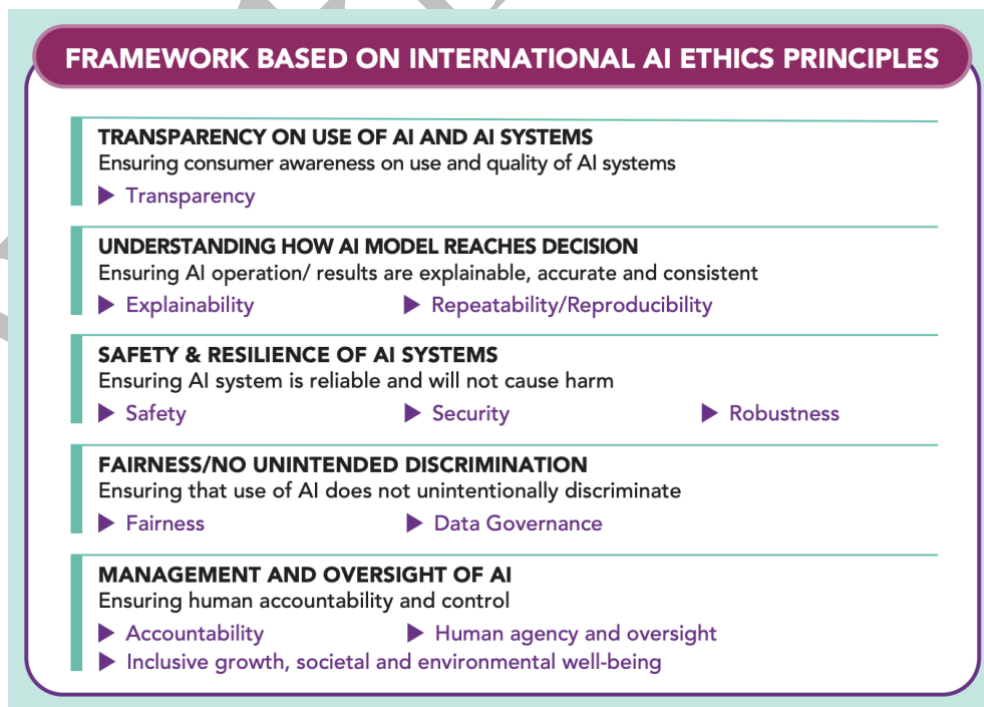 FRAMEWORK BASED ON INTERNATIONAL AI ETHICS PRINCIPLES
TRANSPARENCY ON USE OF AI AND AI SYSTEMS
Ensuring consumer awareness on use and quality of AI systems
▶ Transparency
UNDERSTANDING HOW AI MODEL REACHES DECISION
Ensuring AI operation/ results are explainable, accurate and consistent
▶ Explainability ▶ Repeatability/Reproducibility
SAFETY & RESILIENCE OF AI SYSTEMS
Ensuring AI system is reliable and will not cause harm
▶ Safety ▶ Security ▶ Robustness
FAIRNESS/NO UNINTENDED DISCRIMINATION
Ensuring that use of AI does not unintentionally discriminate
▶ Fairness ▶ Data Governance
MANAGEMENT AND OVERSIGHT OF AI
Ensuring human accountability and control
▶ Accountability ▶ Human agency and oversight
▶ Inclusive growth, societal and environmental well-being